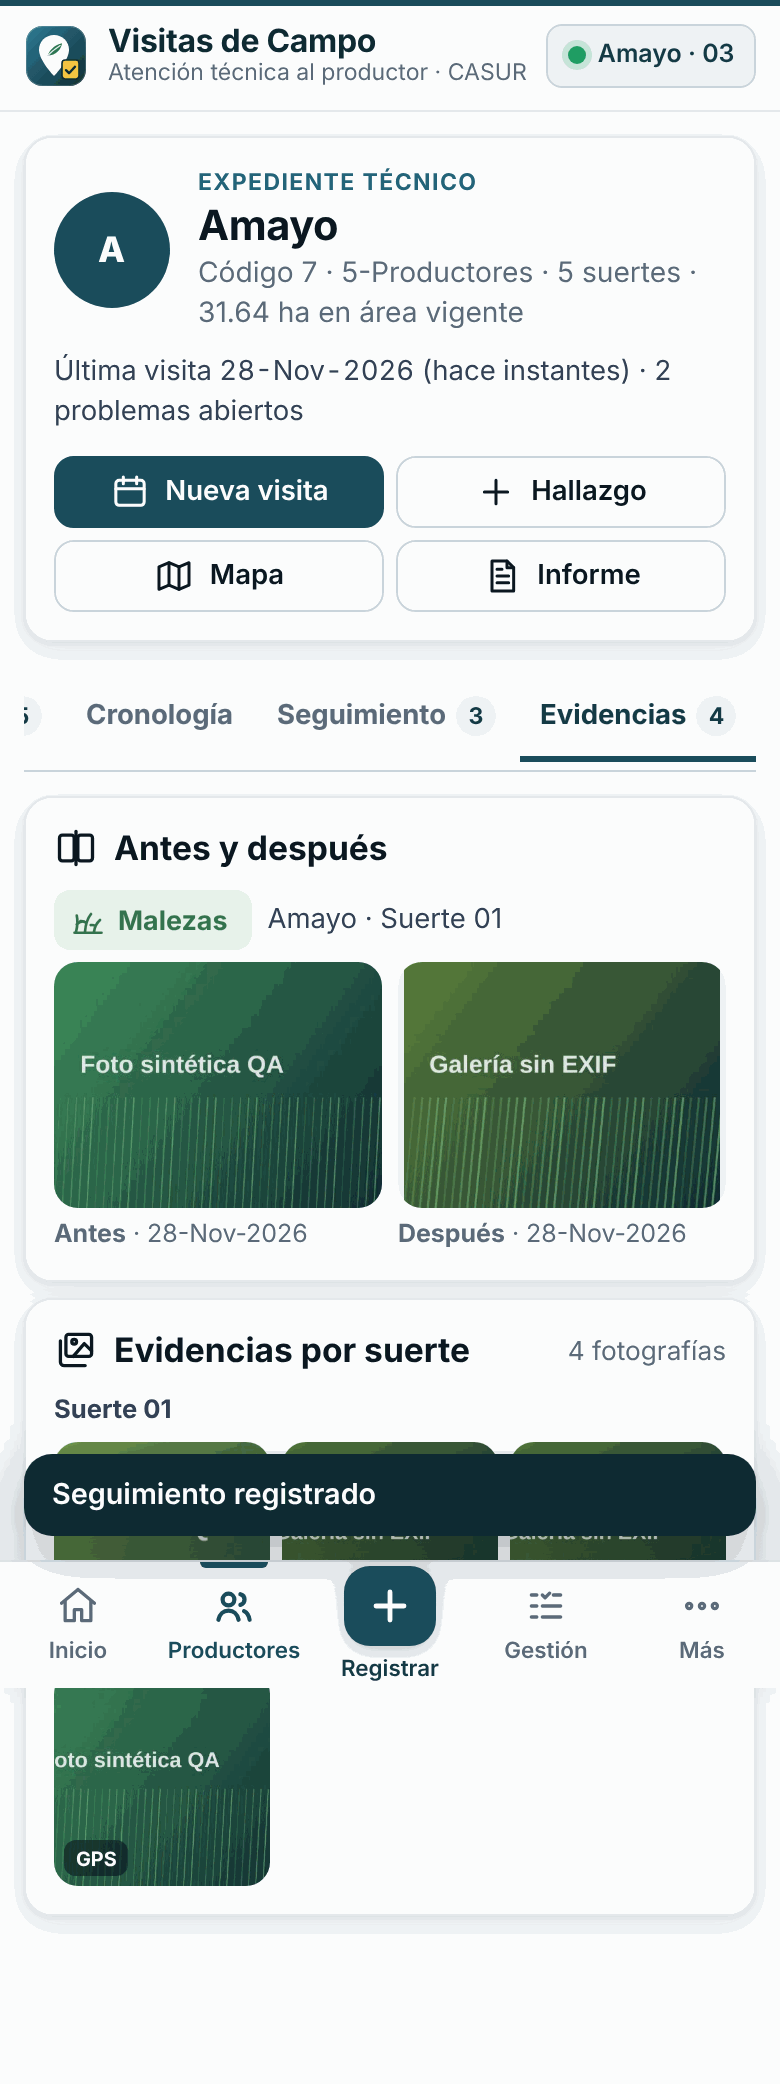 Visitas de Campo
Atención técnica al productor · CASUR
Amayo · 03
A
EXPEDIENTE TÉCNICO
Amayo
Código 7 · 5-Productores · 5 suertes ·
31.64 ha en área vigente
Última visita 28-Nov-2026 (hace instantes) · 2
problemas abiertos
Nueva visita
Hallazgo
Mapa
Informe
Cronología
Seguimiento 3
Evidencias 4
Antes y después
Malezas
Amayo · Suerte 01
Foto sintética QA
Galería sin EXIF
Antes · 28-Nov-2026
Después · 28-Nov-2026
Evidencias por suerte
4 fotografías
Suerte 01
Seguimiento registrado
Inicio
Productores
Registrar
Gestión
Más
oto sintética QA
GPS